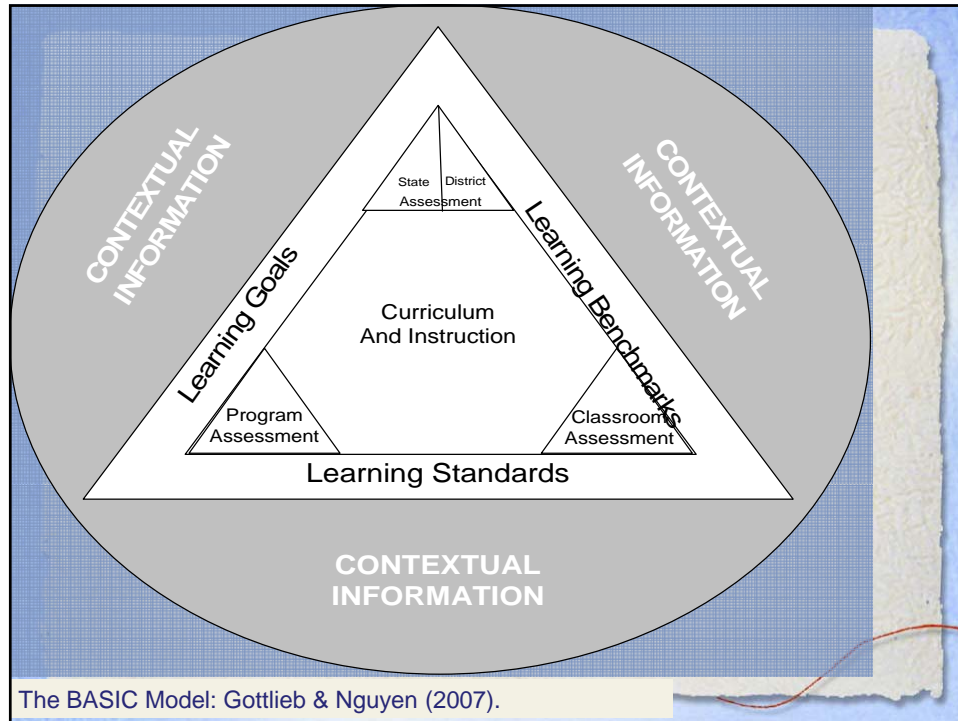 CONTEXTUAL
INFORMATION
CONTEXTUAL
INFORMATION
State District
Assessment
Learning Goals
Learning Benchmarks
Curriculum
And Instruction
Program
Assessment
Classroom
Assessment
Learning Standards
CONTEXTUAL
INFORMATION
The BASIC Model: Gottlieb & Nguyen (2007).